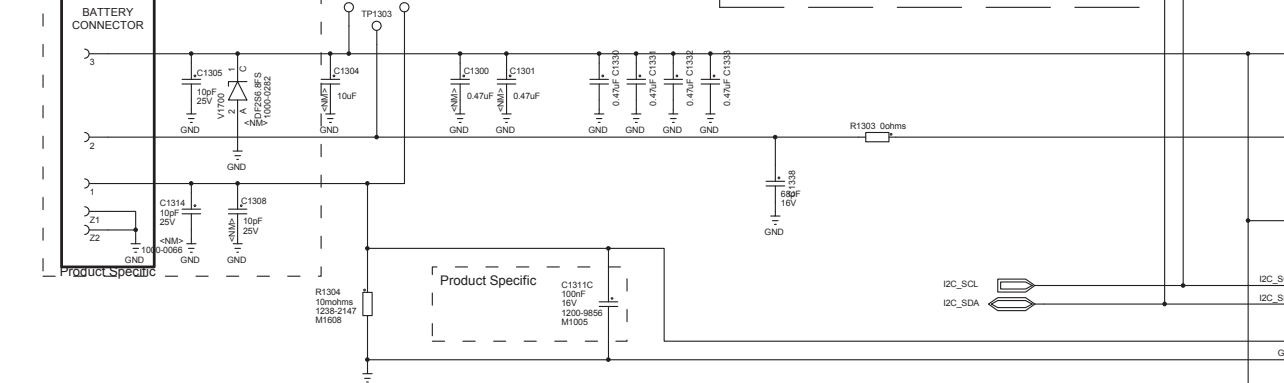 BATTERY
CONNECTOR
TP1303
3
C1305
10pF
25V
GND
1
C
2
A
V1700
DF2S6.8FS
1000-0282
<NM>
GND
C1304
10uF
<NM>
GND
C1300
0.47uF
<NM>
GND
C1301
0.47uF
<NM>
GND
0.47uF C1330
GND
0.47uF C1331
GND
0.47uF C1332
GND
0.47uF C1333
GND
2
R1303 0ohms
C1338
68pF
16V
GND
1
C1314
10pF
25V
<NM>
1000-0066
GND
C1308
10pF
25V
<NM>
GND
Z1
Z2
GND
Product Specific
R1304
10mohms
1238-2147
M1608
Product Specific
C1311C
100nF
16V
1200-9856
M1005
I2C_SCL
I2C_SDA
I2C_S
I2C_S
G